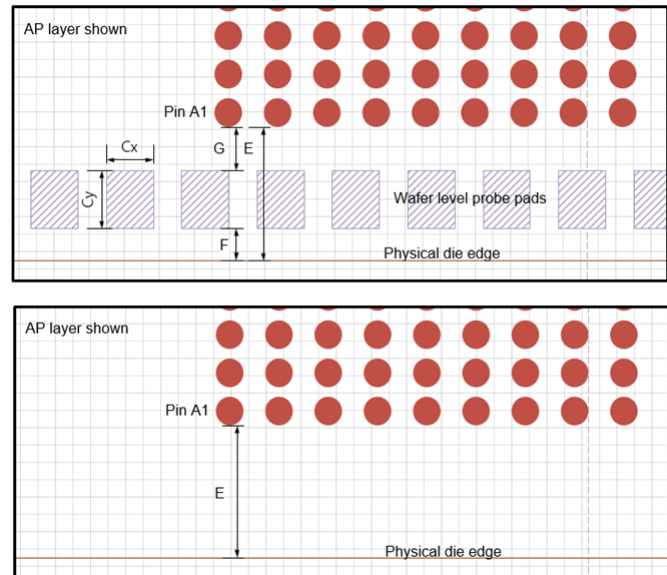 AP layer shown
Pin A1
G
E
Cx
Cy
Wafer level probe pads
F
Physical die edge
AP layer shown
Pin A1
E
Physical die edge